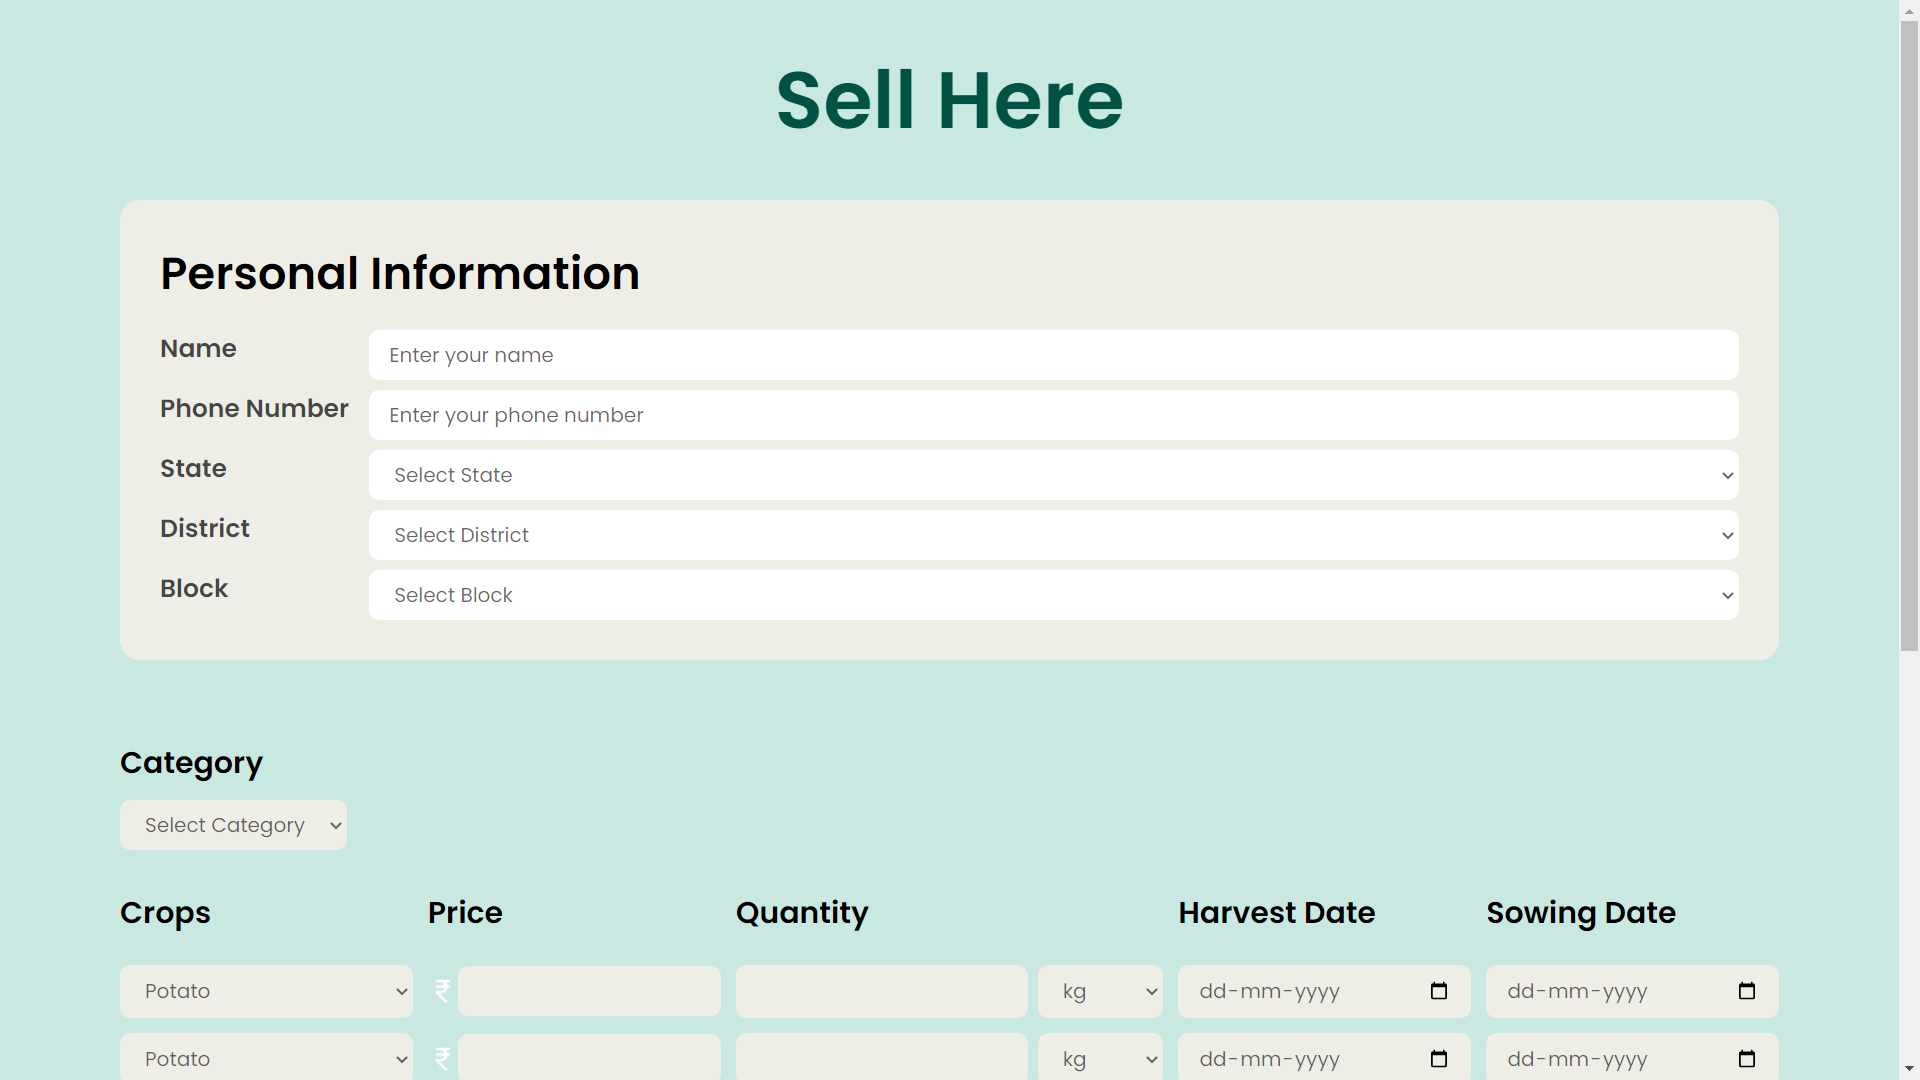 Sell Here
Personal Information
Name Enter your name
Phone Number Enter your phone number
State Select State
District Select District
Block Select Block
Category
Select Category
Crops Price Quantity Harvest Date Sowing Date
Potato ₹ kg dd-mm-yyyy dd-mm-yyyy
Potato ₹ kg dd-mm-yyyy dd-mm-yyyy